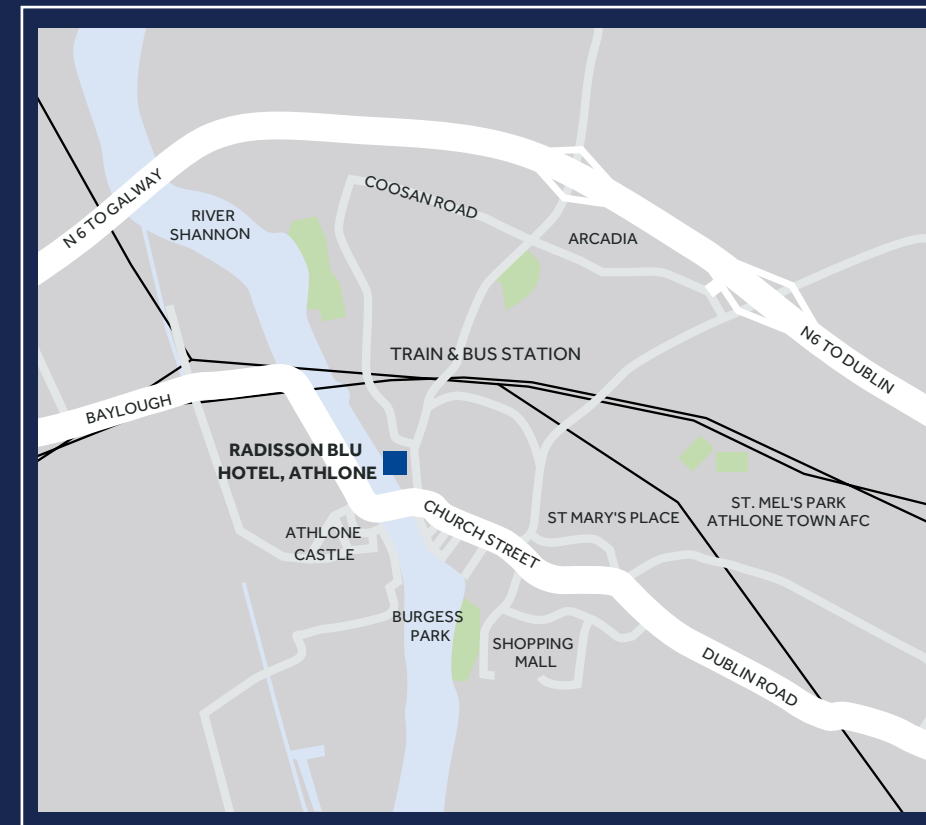 N6 TO GALWAY
RIVER
SHANNON
COOSAN ROAD
ARCADIA
N6 TO DUBLIN
TRAIN & BUS STATION
BAYLOUGH
RADISSON BLU
HOTEL, ATHLONE
ST. MEL'S PARK
ATHLONE TOWN AFC
ST MARY'S PLACE
CHURCH STREET
ATHLONE
CASTLE
BURGESS
PARK
SHOPPING
MALL
DUBLIN ROAD